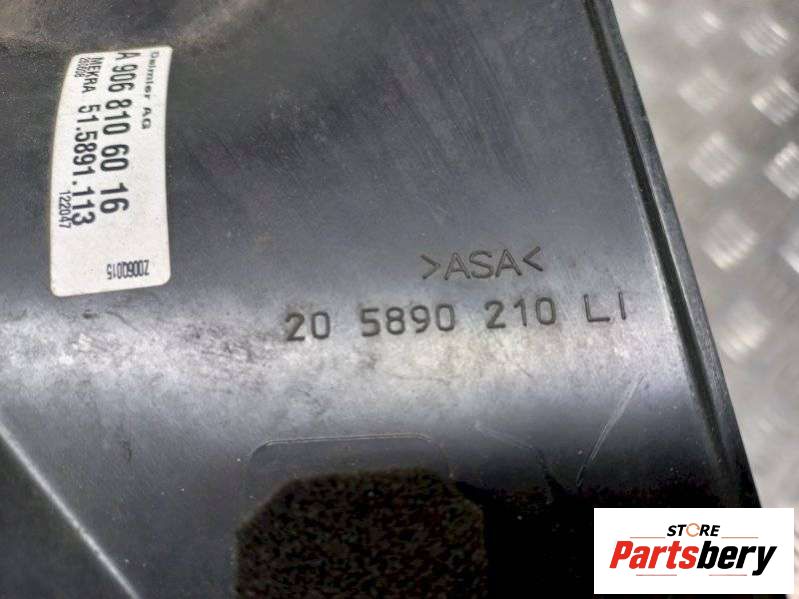 Daimler AG
A 906 810 60 16
MEKRA 51.5891.113
122047
Z0060015
>ASA<
20 5890 210 LI
STORE
Partsbery